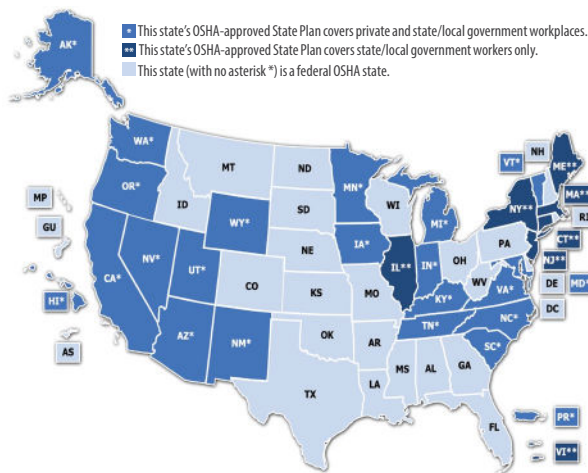 * This state's OSHA-approved State Plan covers private and state/local government workplaces.
** This state's OSHA-approved State Plan covers state/local government workers only.
This state (with no asterisk *) is a federal OSHA state.
AK*
WA*
MT
ND
MN*
VT*
NH
ME**
OR*
ID
SD
WI
MI*
NY**
MA**
RI
MP
WY*
IA*
PA
CT**
GU
NE
NJ**
NV*
UT*
IL**
IN*
OH
DE
MD*
CA*
CO
KS
MO
WV
VA*
DC
HI*
KY*
NC*
AZ*
NM*
OK
AR
TN*
SC*
AS
TX
LA
MS
AL
GA
FL
PR*
VI**